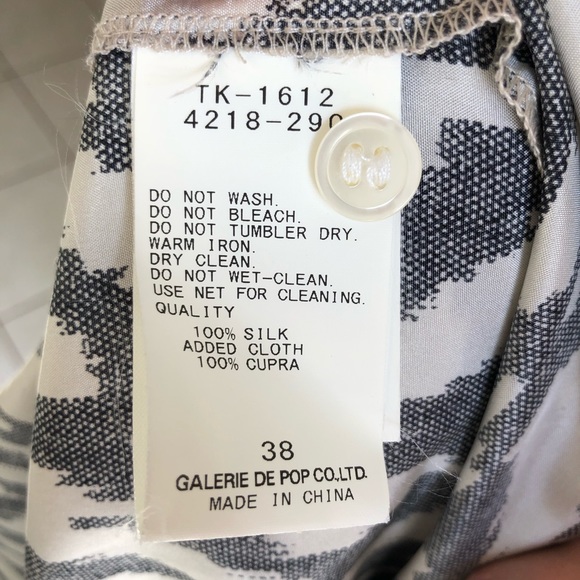 TK-1612
4218-290
DO NOT WASH.
DO NOT BLEACH.
DO NOT TUMBLER DRY.
WARM IRON.
DRY CLEAN.
DO NOT WET-CLEAN.
USE NET FOR CLEANING.
QUALITY
100% SILK
ADDED CLOTH
100% CUPRA
38
GALERIE DE POP CO.,LTD.
MADE IN CHINA